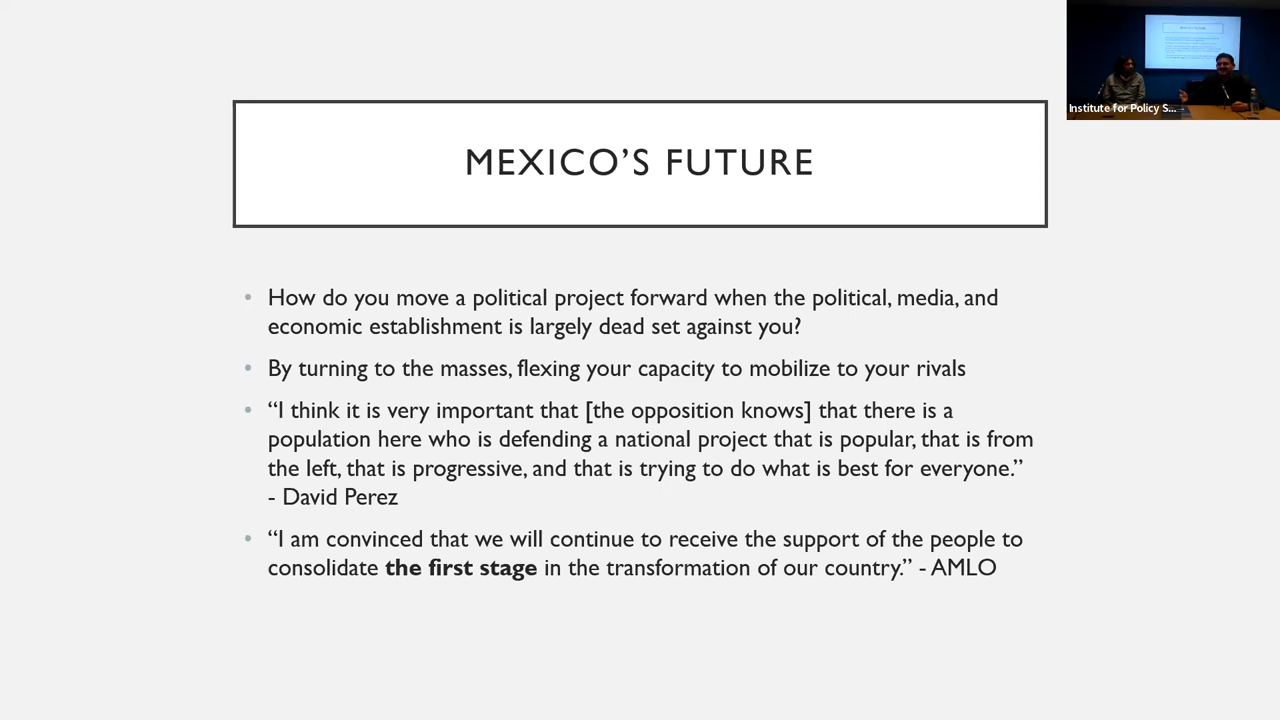 Institute for Policy S...
MEXICO’S FUTURE
• How do you move a political project forward when the political, media, and
economic establishment is largely dead set against you?
• By turning to the masses, flexing your capacity to mobilize to your rivals
• “I think it is very important that [the opposition knows] that there is a
population here who is defending a national project that is popular, that is from
the left, that is progressive, and that is trying to do what is best for everyone.”
- David Perez
• “I am convinced that we will continue to receive the support of the people to
consolidate the first stage in the transformation of our country.” - AMLO